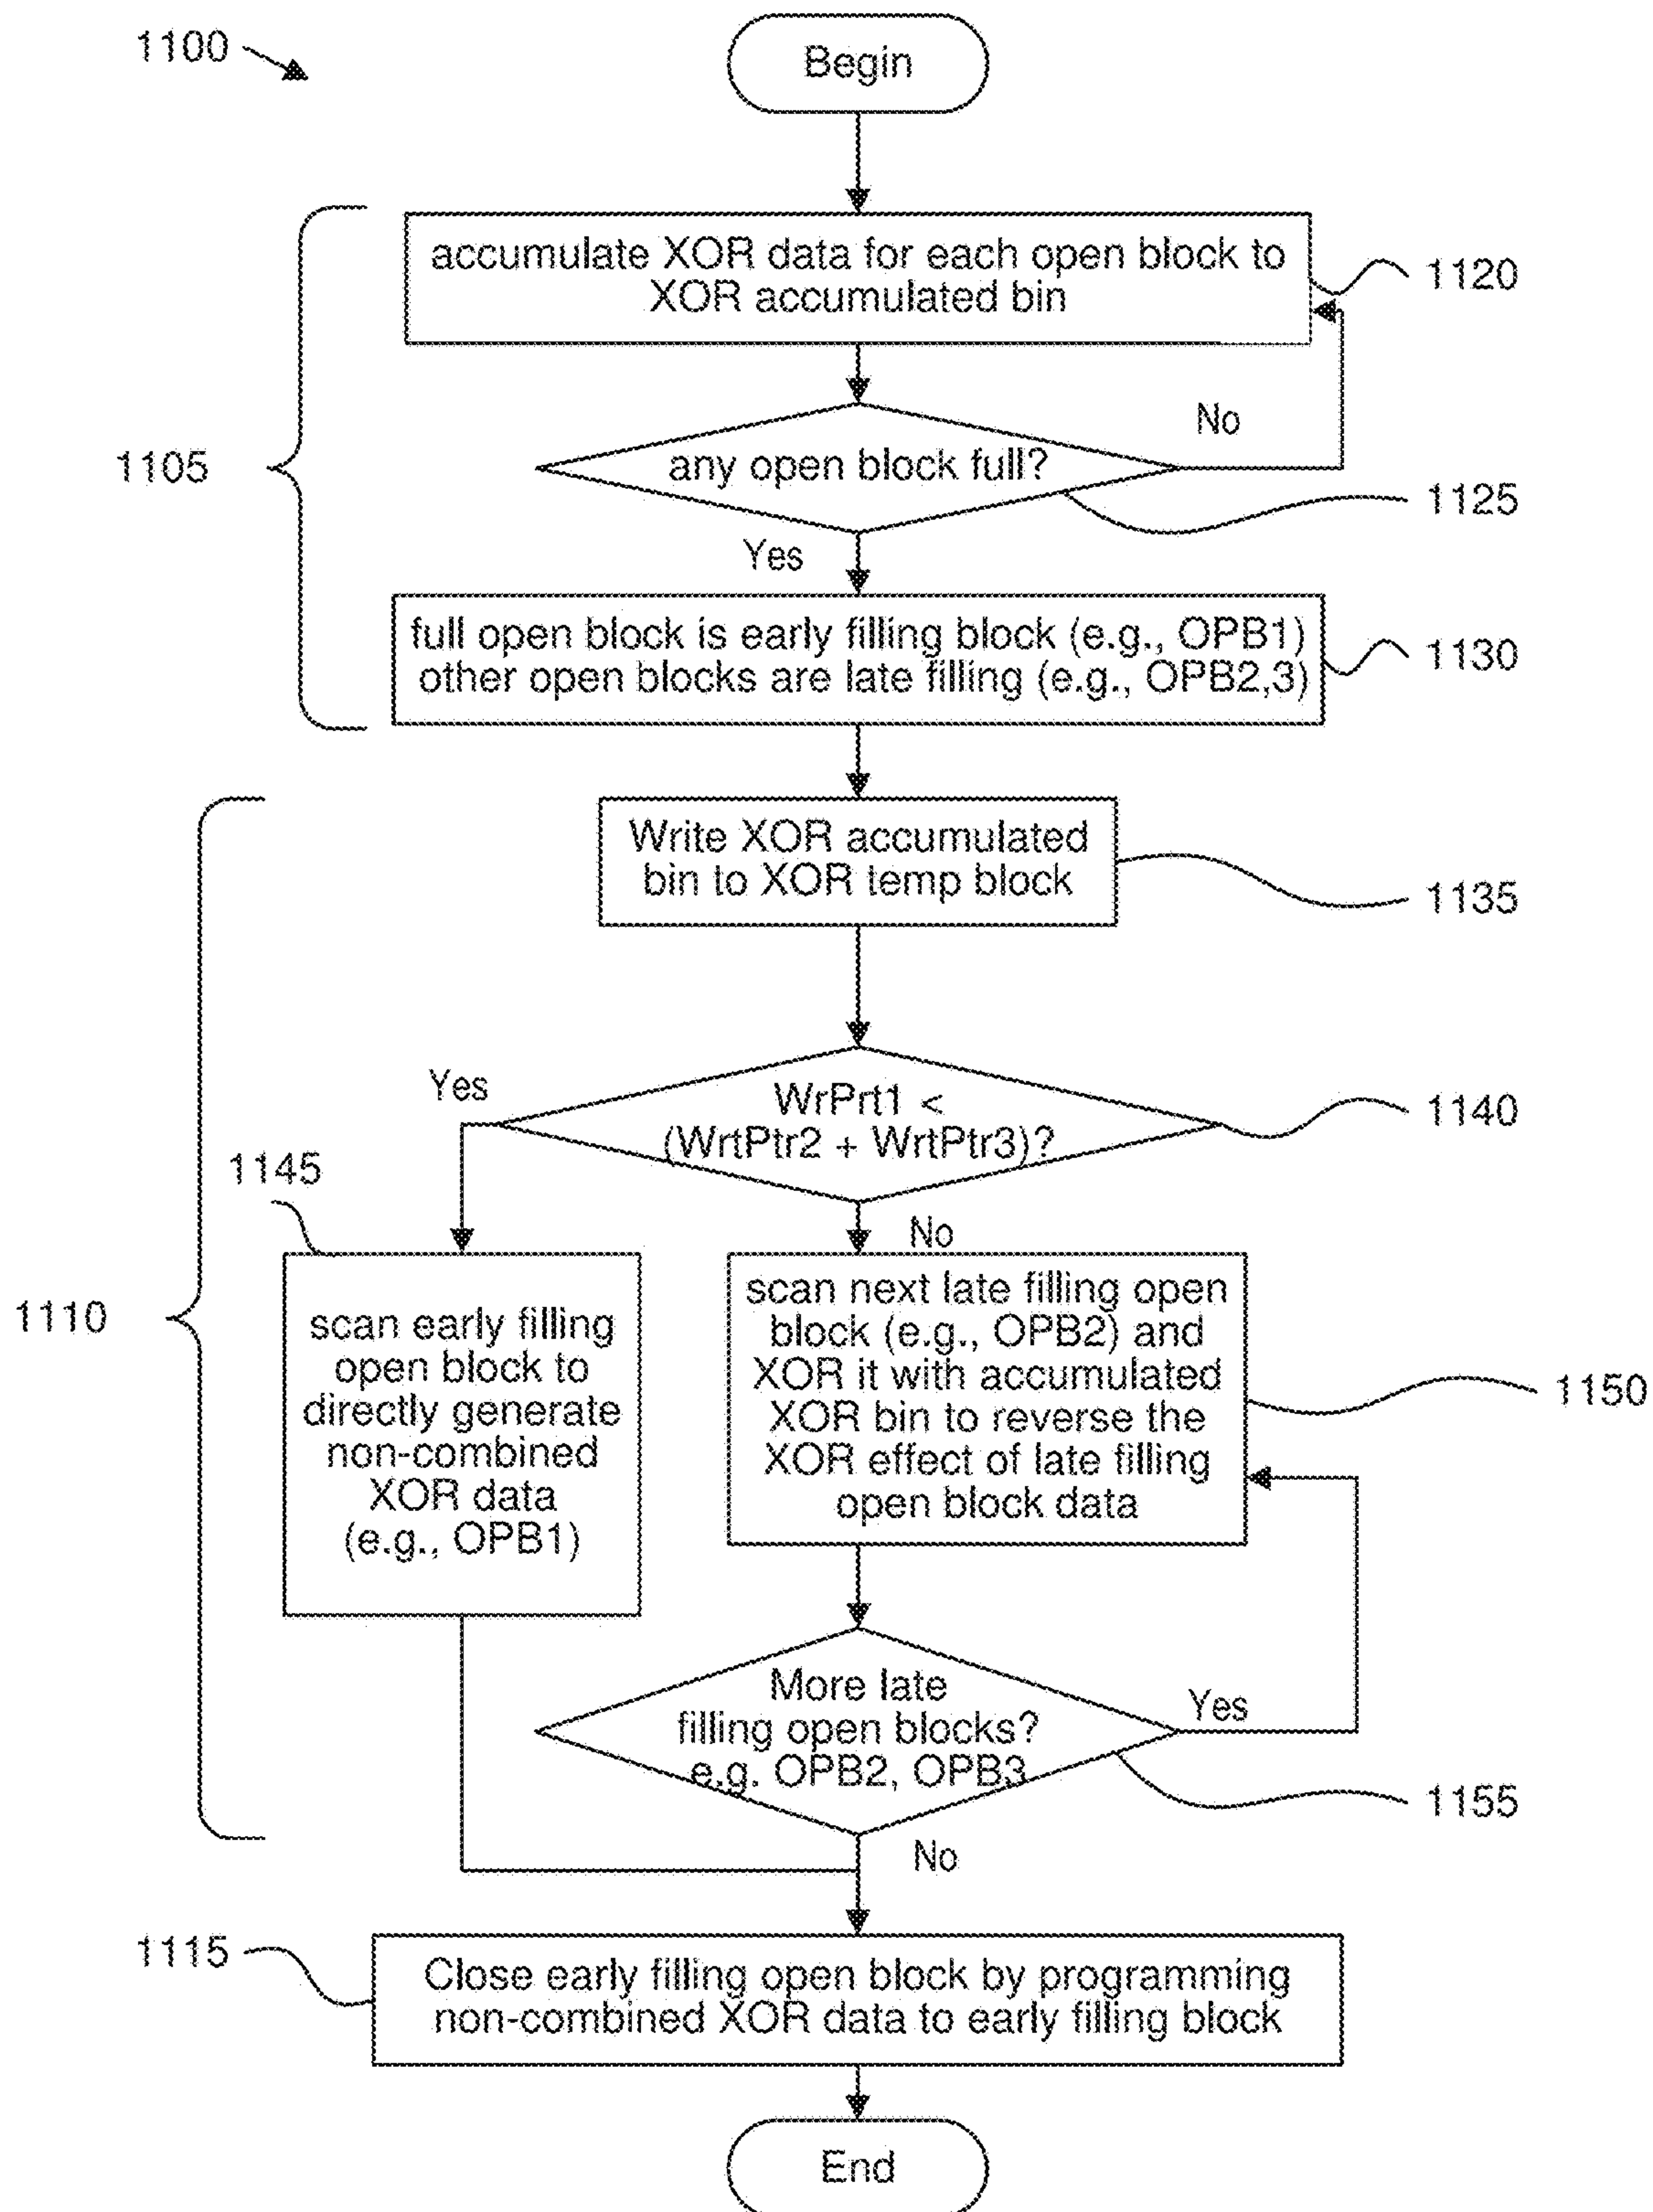 1100
Begin
accumulate XOR data for each open block to
XOR accumulated bin
1120
No
any open block full?
1105
1125
Yes
full open block is early filling block (e.g., OPB1)
other open blocks are late filling (e.g., OPB2,3)
1130
Write XOR accumulated
bin to XOR temp block
1135
Yes
WrPrt1 <
(WrtPtr2 + WrtPtr3)?
1140
1145
No
1110
scan early filling
open block to
directly generate
non-combined
XOR data
(e.g., OPB1)
scan next late filling open
block (e.g., OPB2) and
XOR it with accumulated
XOR bin to reverse the
XOR effect of late filling
open block data
1150
More late
filling open blocks?
e.g. OPB2, OPB3
Yes
1155
No
1115
Close early filling open block by programming
non-combined XOR data to early filling block
End